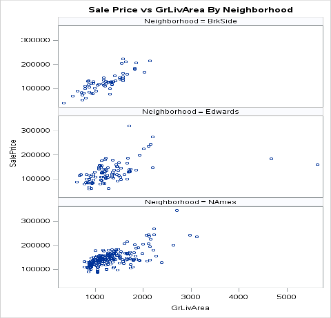 Sale Price vs GrLivArea By Neighborhood
Neighborhood = BrkSide
300000
200000
100000
Neighborhood = Edwards
300000
200000
100000
SalePrice
Neighborhood = NAmes
300000
200000
100000
1000 2000 3000 4000 5000
GrLivArea